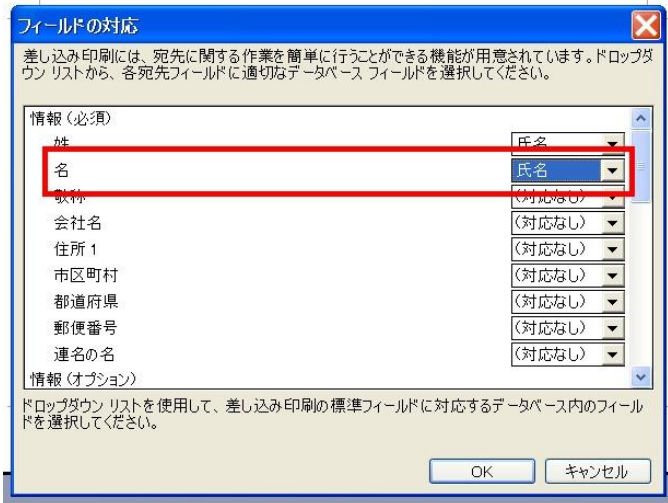 フィールドの対応
差し込み印刷には、宛先に関する作業を簡単に行うことができる機能が用意されています。ドロップダ
ウン リストから、各宛先フィールドに適切なデータベース フィールドを選択してください。
情報（必須）
姓 氏名
名 氏名
敬称 （対応なし）
会社名 （対応なし）
住所 1 （対応なし）
市区町村 （対応なし）
都道府県 （対応なし）
郵便番号 （対応なし）
連名の名 （対応なし）
情報（オプション）
ドロップダウン リストを使用して、差し込み印刷の標準フィールドに対応するデータベース内のフィール
ドを選択してください。
OK キャンセル